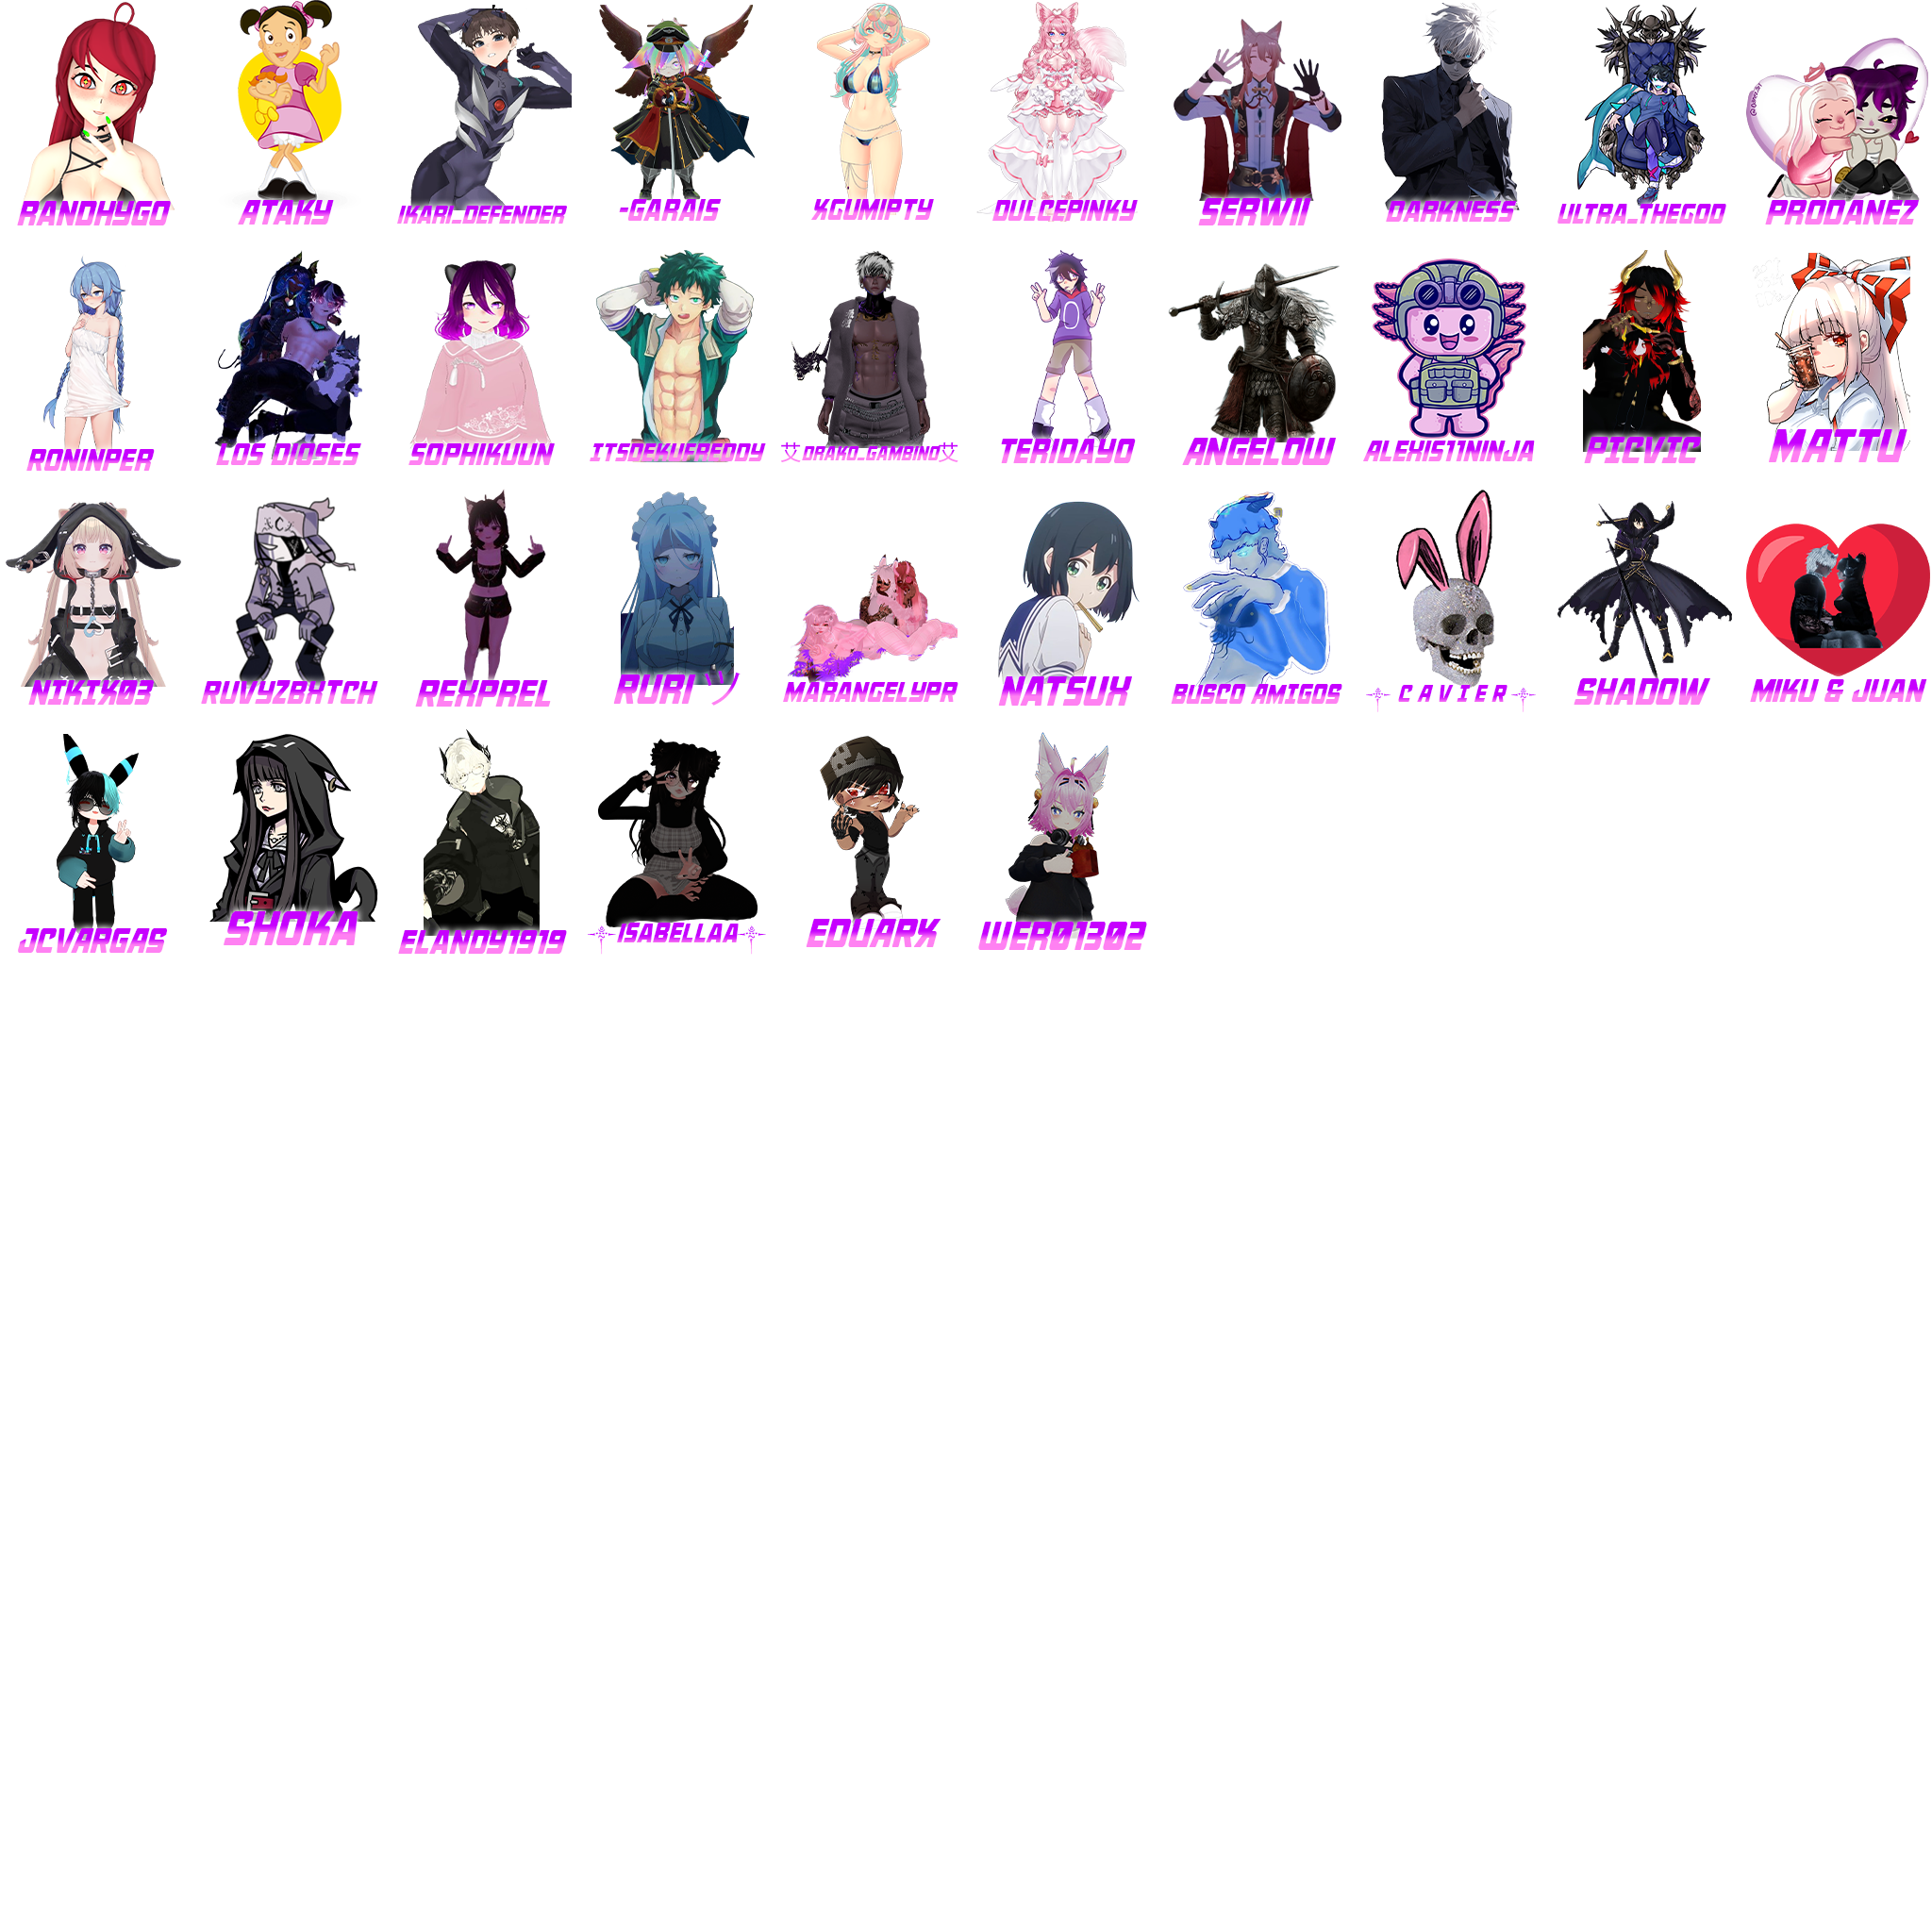 RANDHYGO
ATAKY
IKARI_DEFENDER
-GARAIS
XGUMIPTY
DULCEPINKY
SERWII
DARKNESS
ULTRA_THEGOD
PRODANEZ
RONINPER
LOS DIOSES
SOPHIKUUN
ITSDEKUFREDDY
艾DRAKO_GAMBINO艾
TERIDAYO
ANGELOW
ALEXIS11NINJA
PICVIC
MATTU
NIKIX03
RUVYZBXTCH
REXPREL
RURI ツ
MARANGELYPR
NATSUX
BUSCO AMIGOS
⸸ C A V I E R ⸸
SHADOW
MIKU & JUAN
JCVARGAS
SHOKA
ELANDY1919
⸸ISABELLAA⸸
EDUARX
WER01302